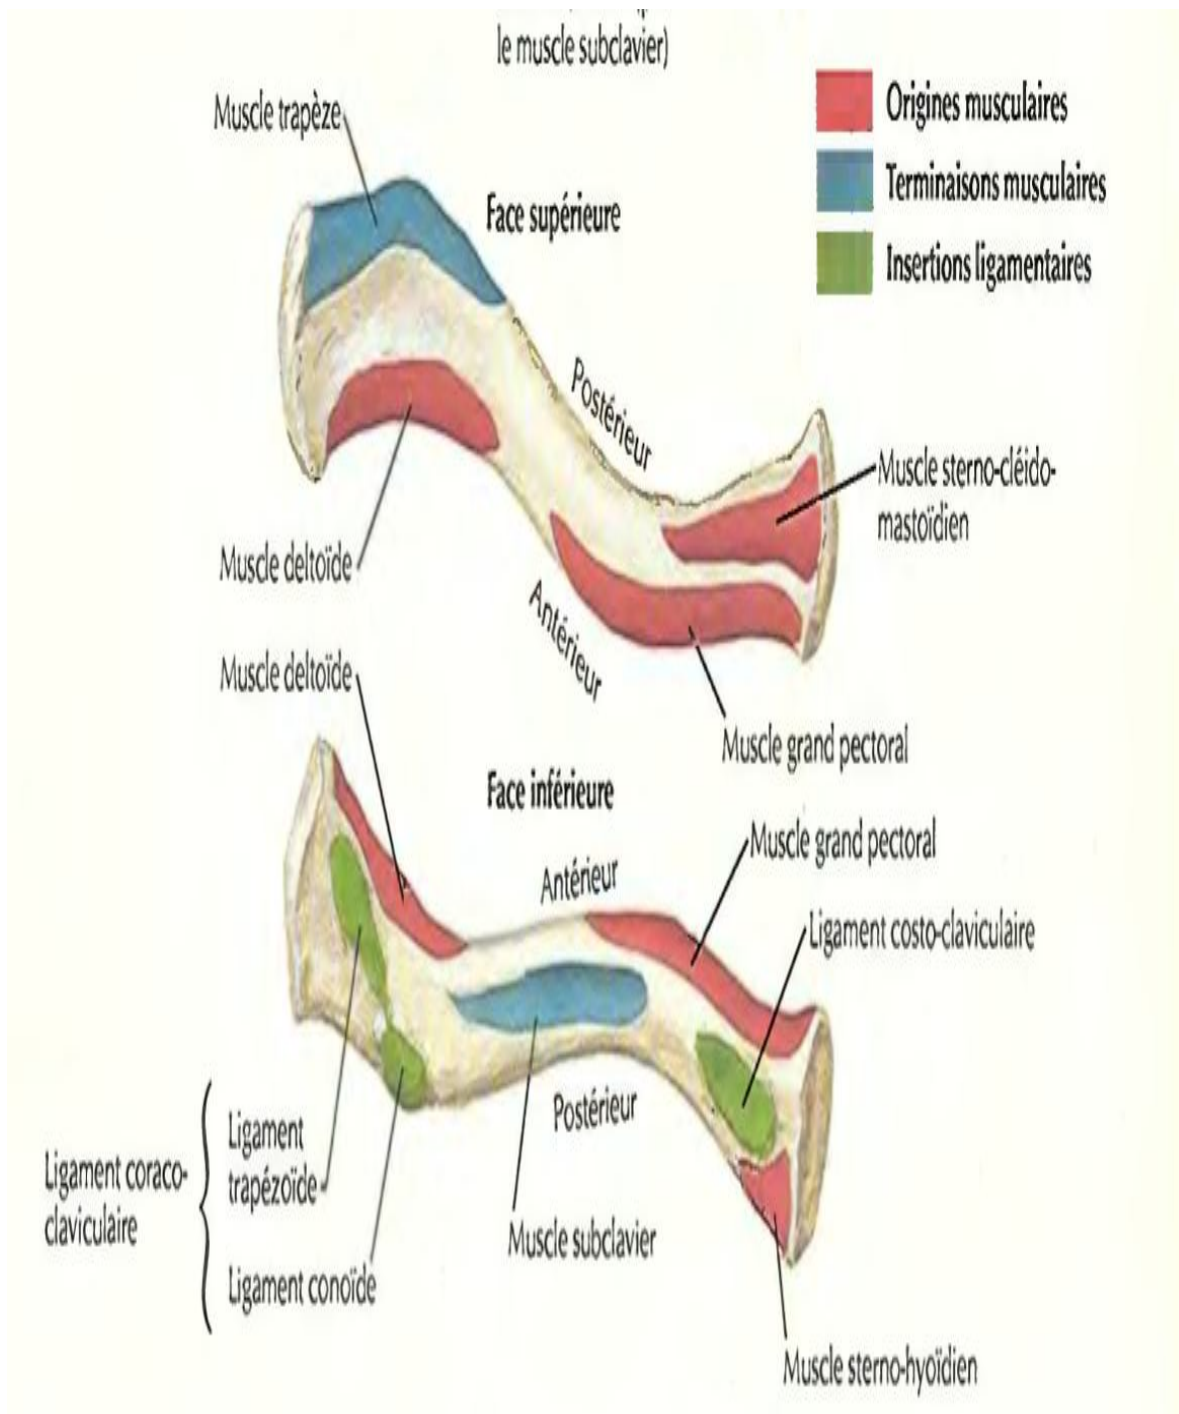 le muscle subclavier)
Origines musculaires
Terminaisons musculaires
Insertions ligamentaires
Muscle trapèze
Face supérieure
Postérieur
Muscle sterno-cléido-
mastoïdien
Muscle deltoïde
Antérieur
Muscle grand pectoral
Muscle deltoïde
Face inférieure
Antérieur
Muscle grand pectoral
Ligament costo-claviculaire
Postérieur
Ligament coraco-
claviculaire
Ligament
trapézoïde
Ligament conoïde
Muscle subclavier
Muscle sterno-hyoïdien